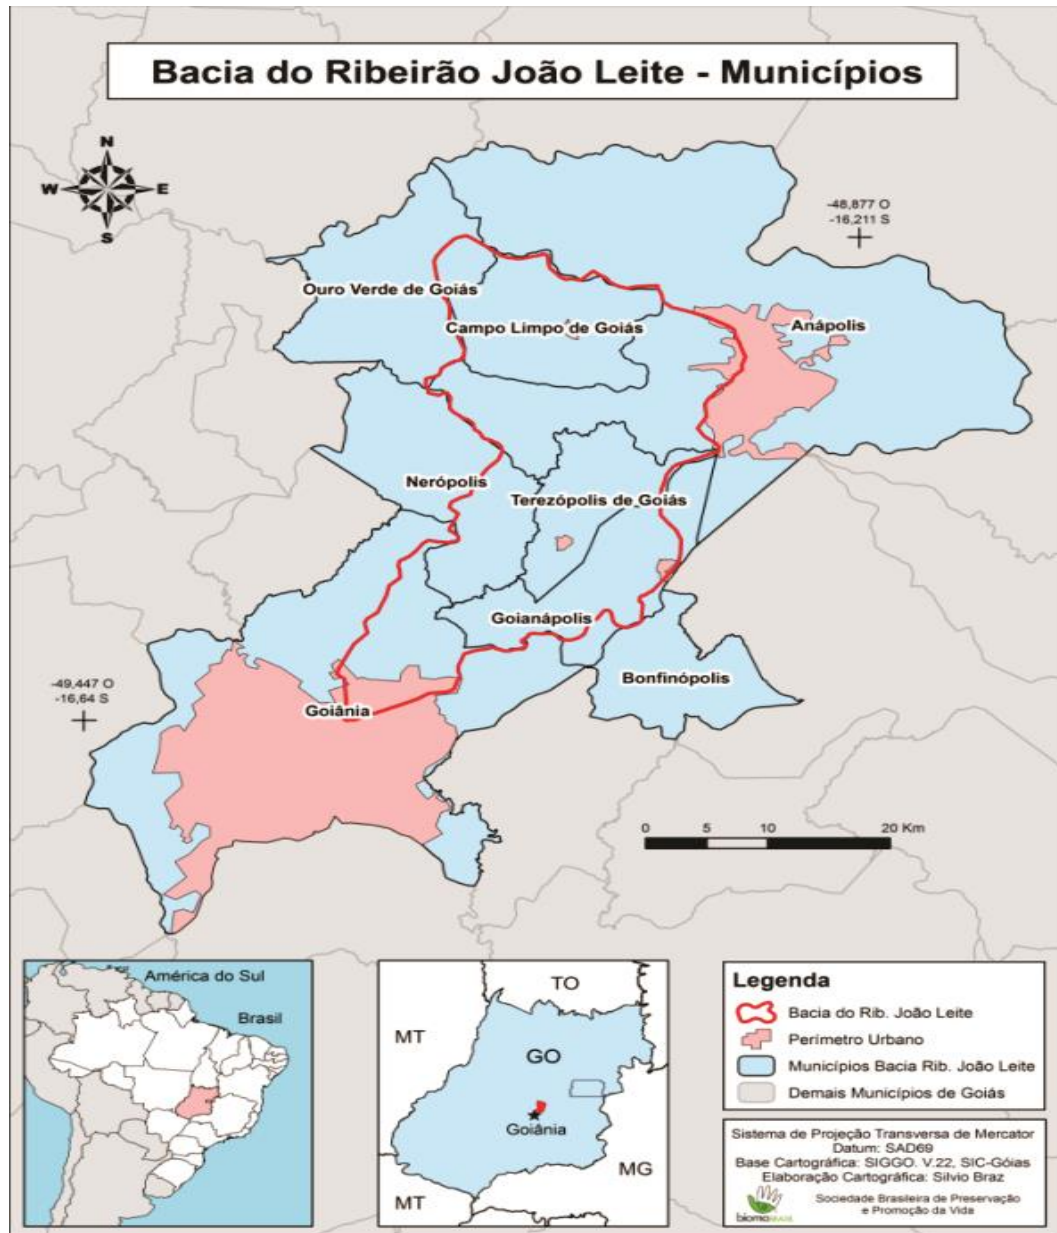 Bacia do Ribeirão João Leite - Municípios
N
W
E
S
-48,877 O
-16,211 S
Ouro Verde de Goiás
Campo Limpo de Goiás
Anápolis
Nerópolis
Terezópolis de Goiás
Goianápolis
Bonfinópolis
-49,447 O
-16,64 S
Goiânia
0 5 10 20 Km
América do Sul
Brasil
TO
MT
GO
Goiânia
MG
MT
Legenda
Bacia do Rib. João Leite
Perímetro Urbano
Municípios Bacia Rib. João Leite
Demais Municípios de Goiás
Sistema de Projeção Transversa de Mercator
Datum: SAD69
Base Cartográfica: SIGGO. V.22, SIC-Góias
Elaboração Cartográfica: Silvio Braz
Sociedade Brasileira de Preservação
e Promoção da Vida